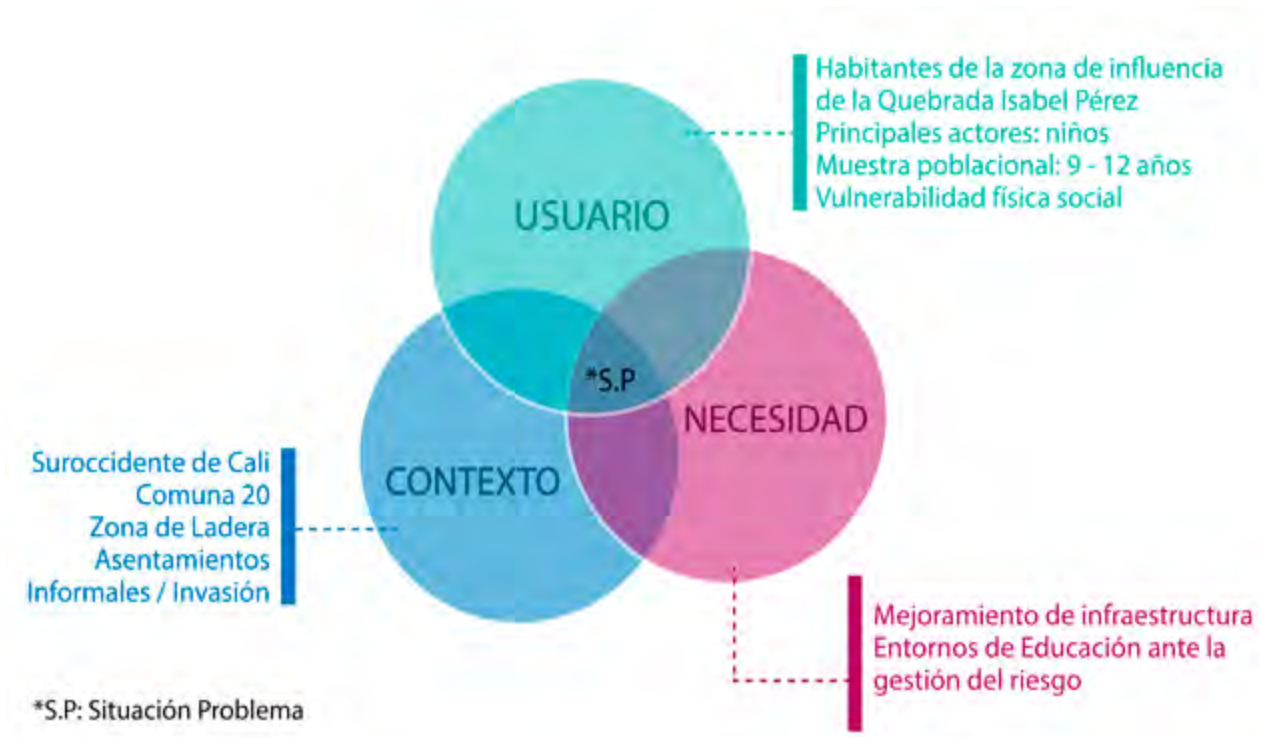 Habitantes de la zona de influencia
de la Quebrada Isabel Pérez
Principales actores: niños
Muestra poblacional: 9 - 12 años
Vulnerabilidad física social
USUARIO
*S.P
NECESIDAD
CONTEXTO
Suroccidente de Cali
Comuna 20
Zona de Ladera
Asentamientos
Informales / Invasión
Mejoramiento de infraestructura
Entornos de Educación ante la
gestión del riesgo
*S.P: Situación Problema